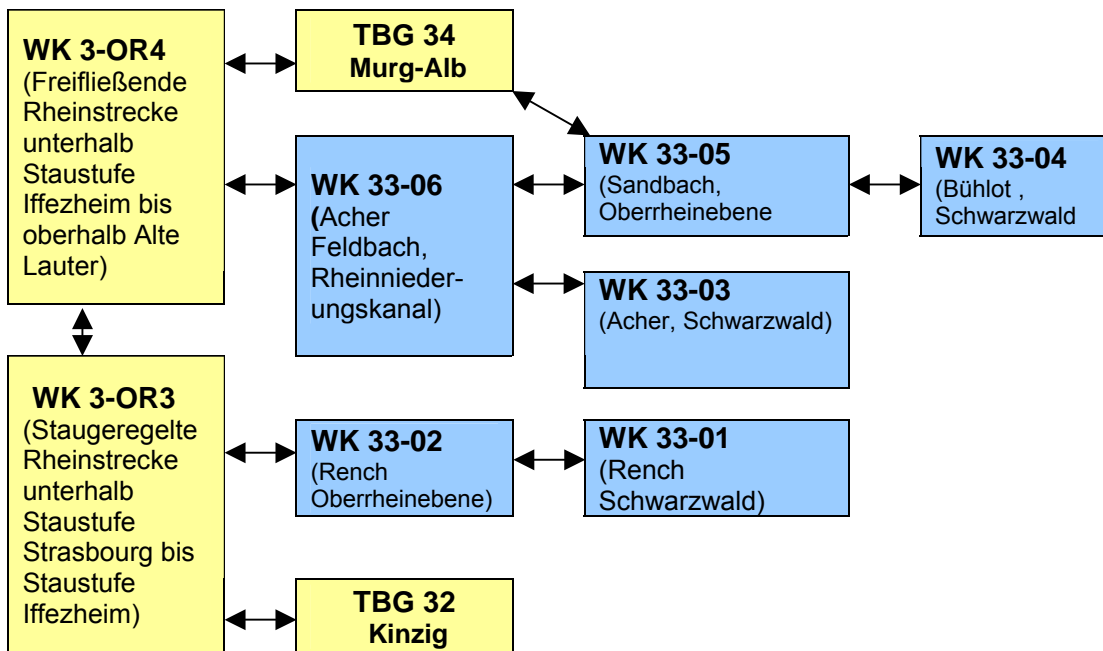 WK 3-OR4
(Freifließende
Rheinstrecke
unterhalb
Staustufe
Iffezheim bis
oberhalb Alte
Lauter)
TBG 34
Murg-Alb
WK 33-06
(Acher
Feldbach,
Rheinnieder-
ungskanal)
WK 33-05
(Sandbach,
Oberrheinebene
WK 33-04
(Bühlot ,
Schwarzwald
WK 33-03
(Acher, Schwarzwald)
WK 3-OR3
(Staugeregelte
Rheinstrecke
unterhalb
Staustufe
Strasbourg bis
Staustufe
Iffezheim)
WK 33-02
(Rench
Oberrheinebene)
WK 33-01
(Rench
Schwarzwald)
TBG 32
Kinzig